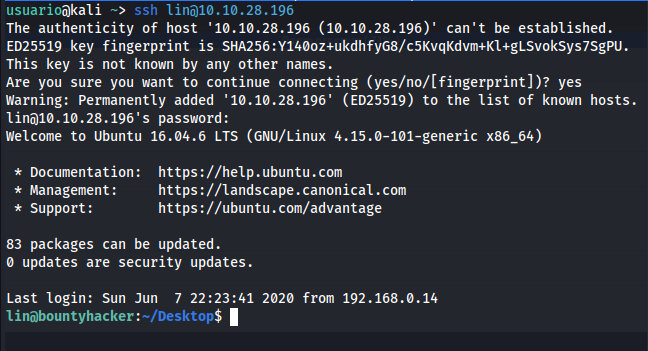 usuario@kali ~> ssh lin@10.10.28.196
The authenticity of host '10.10.28.196 (10.10.28.196)' can't be established.
ED25519 key fingerprint is SHA256:Y140oz+ukdhfyG8/c5KvqKdvm+Kl+gLSvokSys7SgPU.
This key is not known by any other names.
Are you sure you want to continue connecting (yes/no/[fingerprint])? yes
Warning: Permanently added '10.10.28.196' (ED25519) to the list of known hosts.
lin@10.10.28.196's password:
Welcome to Ubuntu 16.04.6 LTS (GNU/Linux 4.15.0-101-generic x86_64)
* Documentation:  https://help.ubuntu.com
* Management:     https://landscape.canonical.com
* Support:        https://ubuntu.com/advantage
83 packages can be updated.
0 updates are security updates.
Last login: Sun Jun  7 22:23:41 2020 from 192.168.0.14
lin@bountyhacker:~/Desktop$